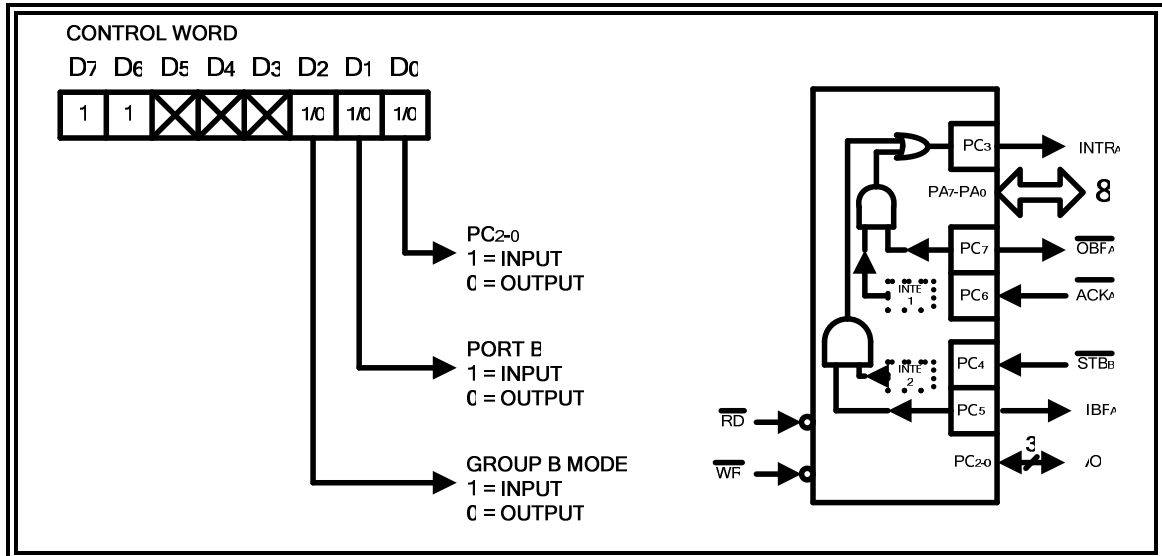 CONTROL WORD
D7 D6 D5 D4 D3 D2 D1 D0
1 1 1/0 1/0 1/0
PC2-0
1 = INPUT
0 = OUTPUT
PORT B
1 = INPUT
0 = OUTPUT
GROUP B MODE
1 = INPUT
0 = OUTPUT
PC3
INTRA
PA7-PA0
8
PC7
OBFA
INTE
1
PC6
ACKA
PC4
STBB
INTE
2
PC5
IBFA
RD
PC2-0
3
/O
WF